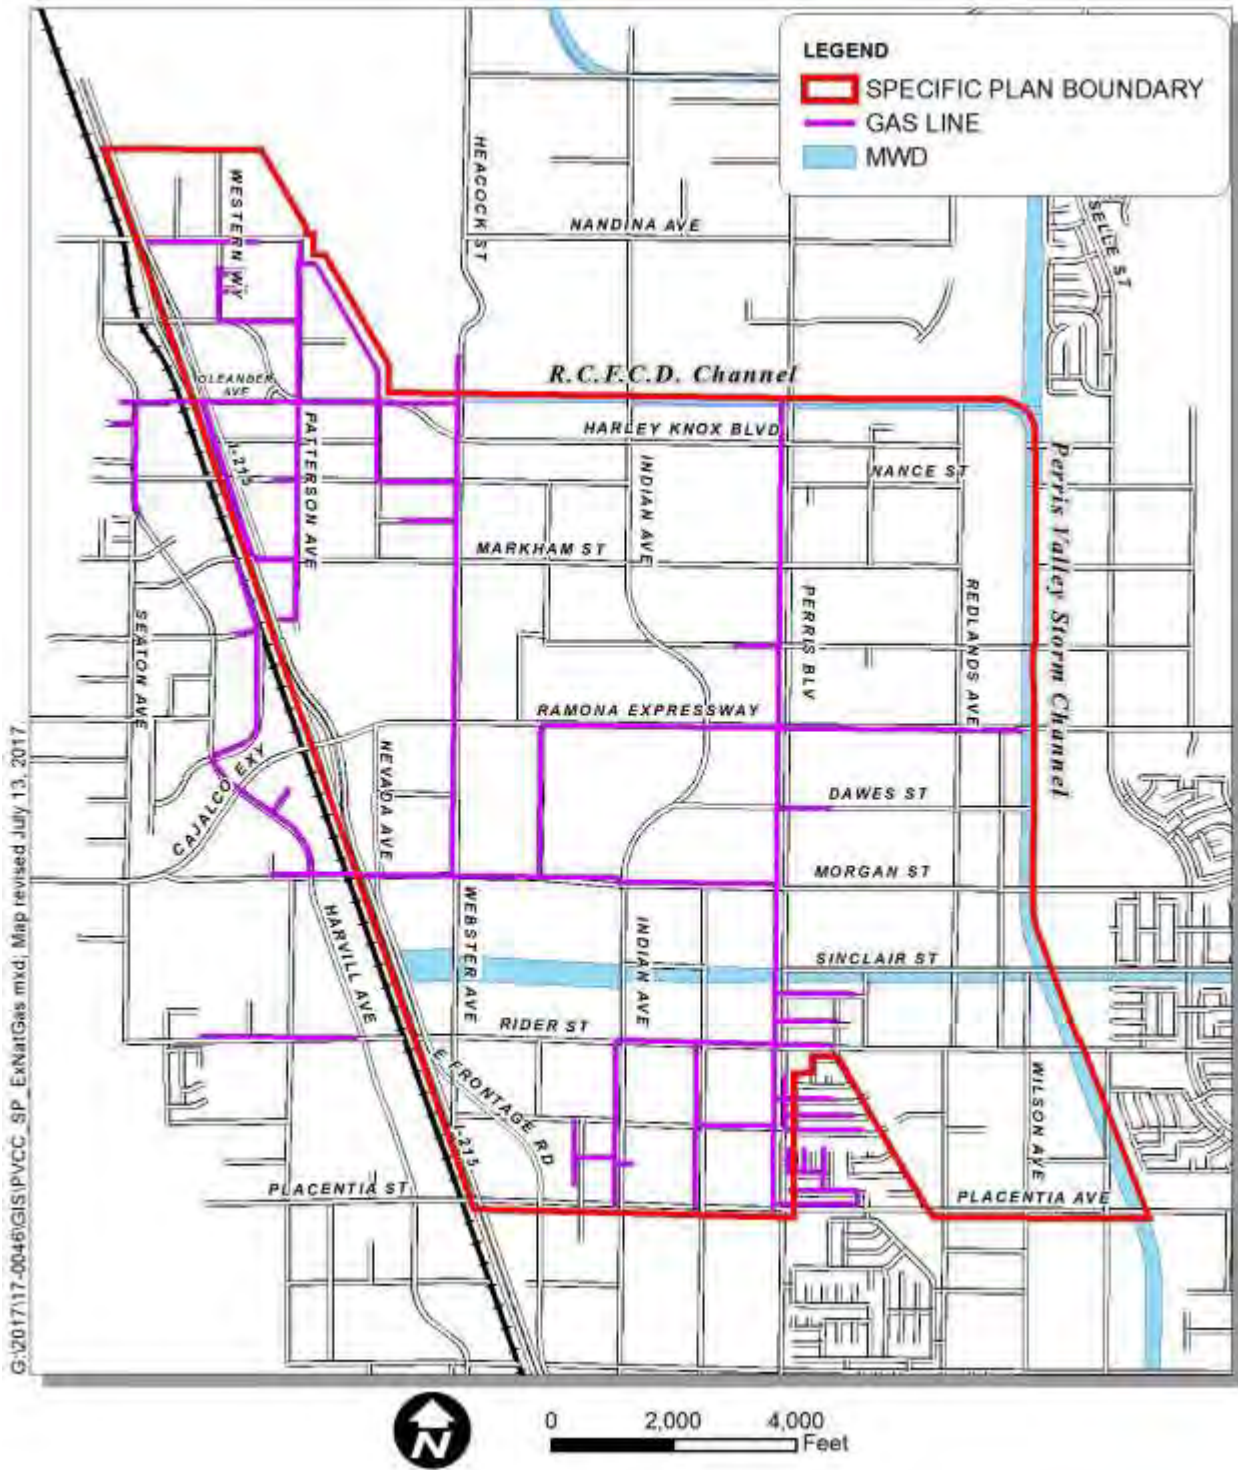 LEGEND
SPECIFIC PLAN BOUNDARY
GAS LINE
MWD
HEACOCK ST
WESTERN WY
NANDINA AVE
SELLE ST
R.C.F.C.D. Channel
OLEANDER AVE
HARLEY KNOX BLVD
PATTERSON AVE
I-215
INDIAN AVE
NANCE ST
Perris Valley Storm Channel
MARKHAM ST
SEATON AVE
PERRIS BLV
REDLANDS AVE
RAMONA EXPRESSWAY
CAJALCO EXY
NEVADA AVE
DAWES ST
MORGAN ST
HARVILL AVE
WEBSTER AVE
INDIAN AVE
SINCLAIR ST
RIDER ST
E FRONTAGE RD
WILSON AVE
I-215
PLACENTIA ST
PLACENTIA AVE
G:\2017\17-0046\GIS\PVCC_SP_ExNatGas.mxd; Map revised July 13, 2017.
N
0 2,000 4,000
Feet